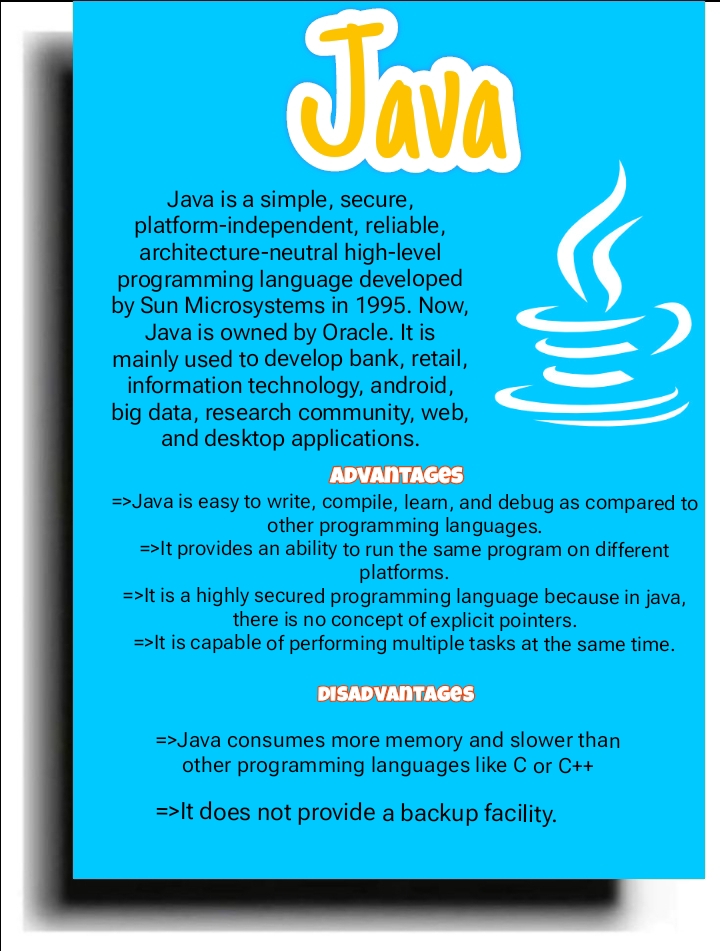 Java
Java is a simple, secure,
platform-independent, reliable,
architecture-neutral high-level
programming language developed
by Sun Microsystems in 1995. Now,
Java is owned by Oracle. It is
mainly used to develop bank, retail,
information technology, android,
big data, research community, web,
and desktop applications.
ADVANTAGES
=>Java is easy to write, compile, learn, and debug as compared to
other programming languages.
=>It provides an ability to run the same program on different
platforms.
=>It is a highly secured programming language because in java,
there is no concept of explicit pointers.
=>It is capable of performing multiple tasks at the same time.
DISADVANTAGES
=>Java consumes more memory and slower than
other programming languages like C or C++
=>It does not provide a backup facility.